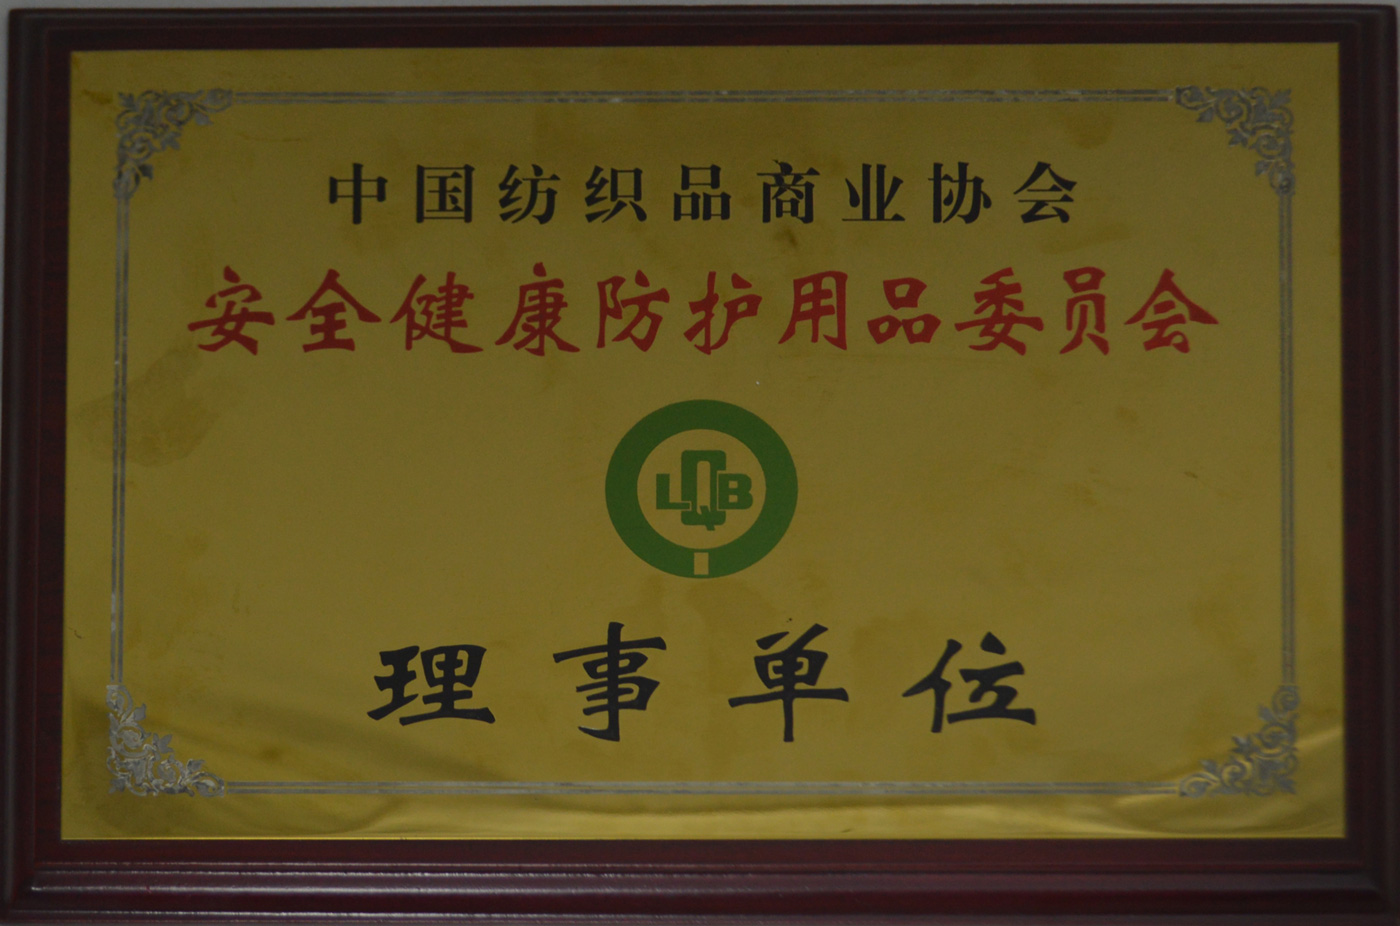 中国纺织品商业协会
安全健康防护用品委员会
LQB
理事单位